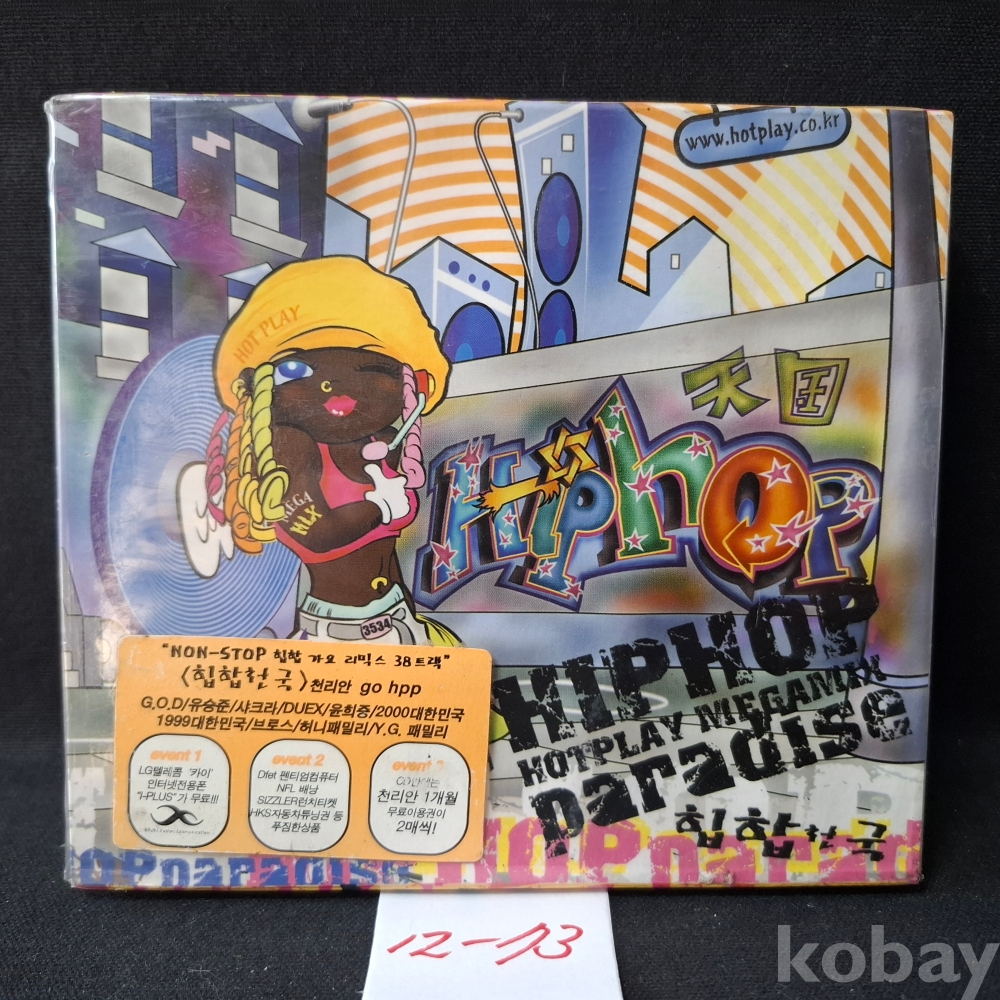 www.hotplay.co.kr
HOT PLAY
天国
HipHOP
MEGA
MIX
3534
HIPHOP
HOTPLAY MEGAMIX
paradise
힙합천국
"NON-STOP 힙합 가요 리믹스 38트랙"
<힙합천국>천리안 go hpp
G.O.D/유승준/샤크라/DUEX/윤희중/2000대한민국
1999대한민국/브로스/허니패밀리/Y.G. 패밀리
event 1
LG텔레콤 '카이'
인터넷전용폰
"I-PLUS"가 무료!!!
event 2
Dfet 펜티엄컴퓨터
NFL 배낭
SIZZLER런치티켓
HKS자동차튜닝권 등
푸짐한상품
event
천리안 1개월
무료이용권이
2매씩!
OPparadise
HOPparad
12-73
kobay